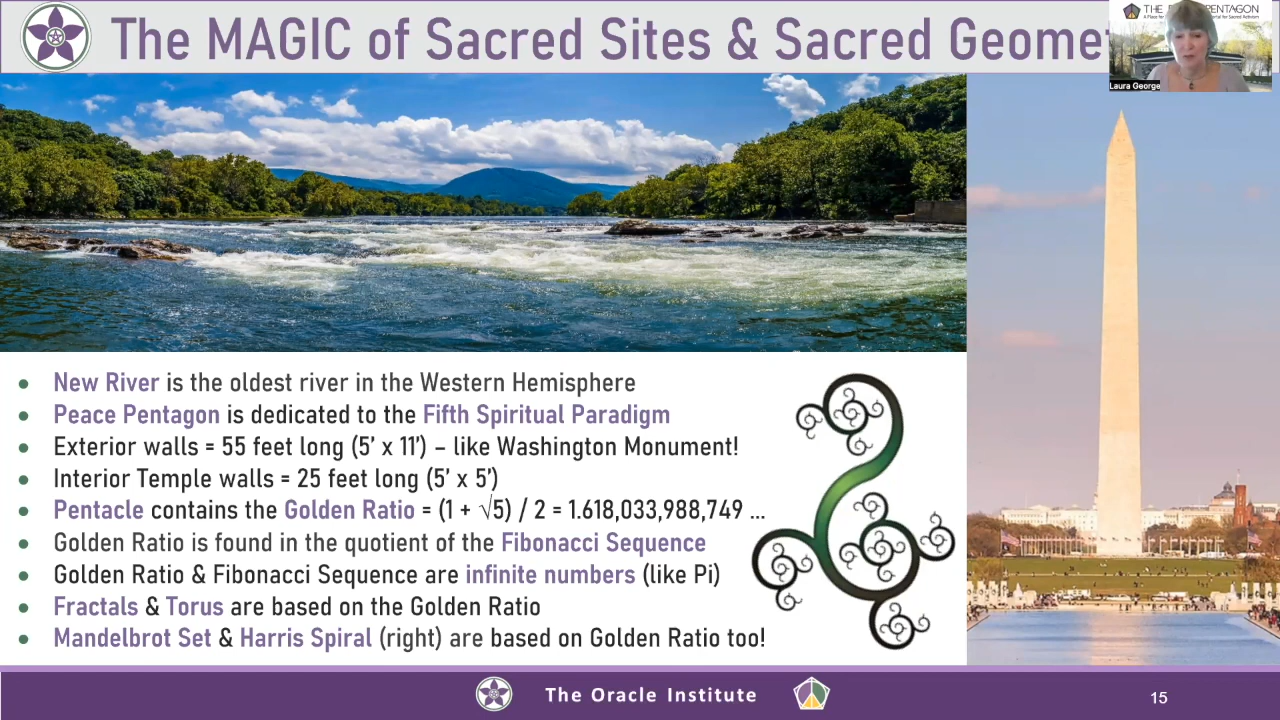 The MAGIC of Sacred Sites & Sacred Geomet
THE PENTAGON
Laura George
• New River is the oldest river in the Western Hemisphere
• Peace Pentagon is dedicated to the Fifth Spiritual Paradigm
• Exterior walls = 55 feet long (5’ x 11’) – like Washington Monument!
• Interior Temple walls = 25 feet long (5’ x 5’)
• Pentacle contains the Golden Ratio = (1 + √5) / 2 = 1.618,033,988,749 ...
• Golden Ratio is found in the quotient of the Fibonacci Sequence
• Golden Ratio & Fibonacci Sequence are infinite numbers (like Pi)
• Fractals & Torus are based on the Golden Ratio
• Mandelbrot Set & Harris Spiral (right) are based on Golden Ratio too!
The Oracle Institute
15